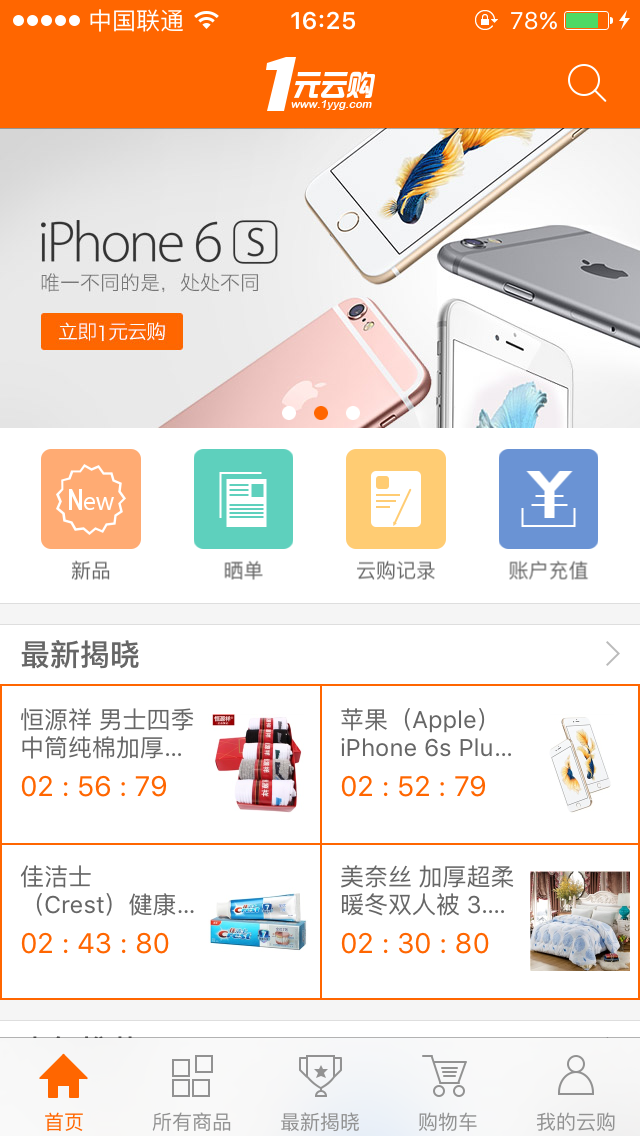 中国联通 16:25 78%
1元云购
www.1yyg.com
iPhone 6 S
唯一不同的是，处处不同
立即1元云购
New
新品 晒单 云购记录 账户充值
最新揭晓
恒源祥 男士四季
中筒纯棉加厚...
02 : 56 : 79
苹果（Apple）
iPhone 6s Plu...
02 : 52 : 79
佳洁士
（Crest）健康...
02 : 43 : 80
美奈丝 加厚超柔
暖冬双人被 3....
02 : 30 : 80
首页 所有商品 最新揭晓 购物车 我的云购